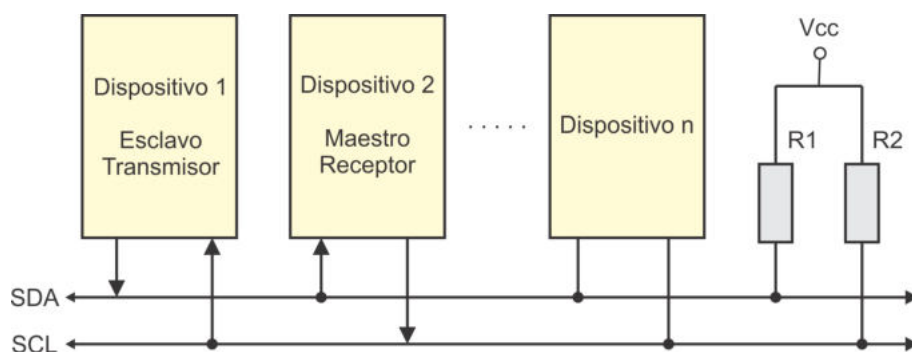 Dispositivo 1
Esclavo
Transmisor
Dispositivo 2
Maestro
Receptor
.....
Dispositivo n
Vcc
R1
R2
SDA
SCL